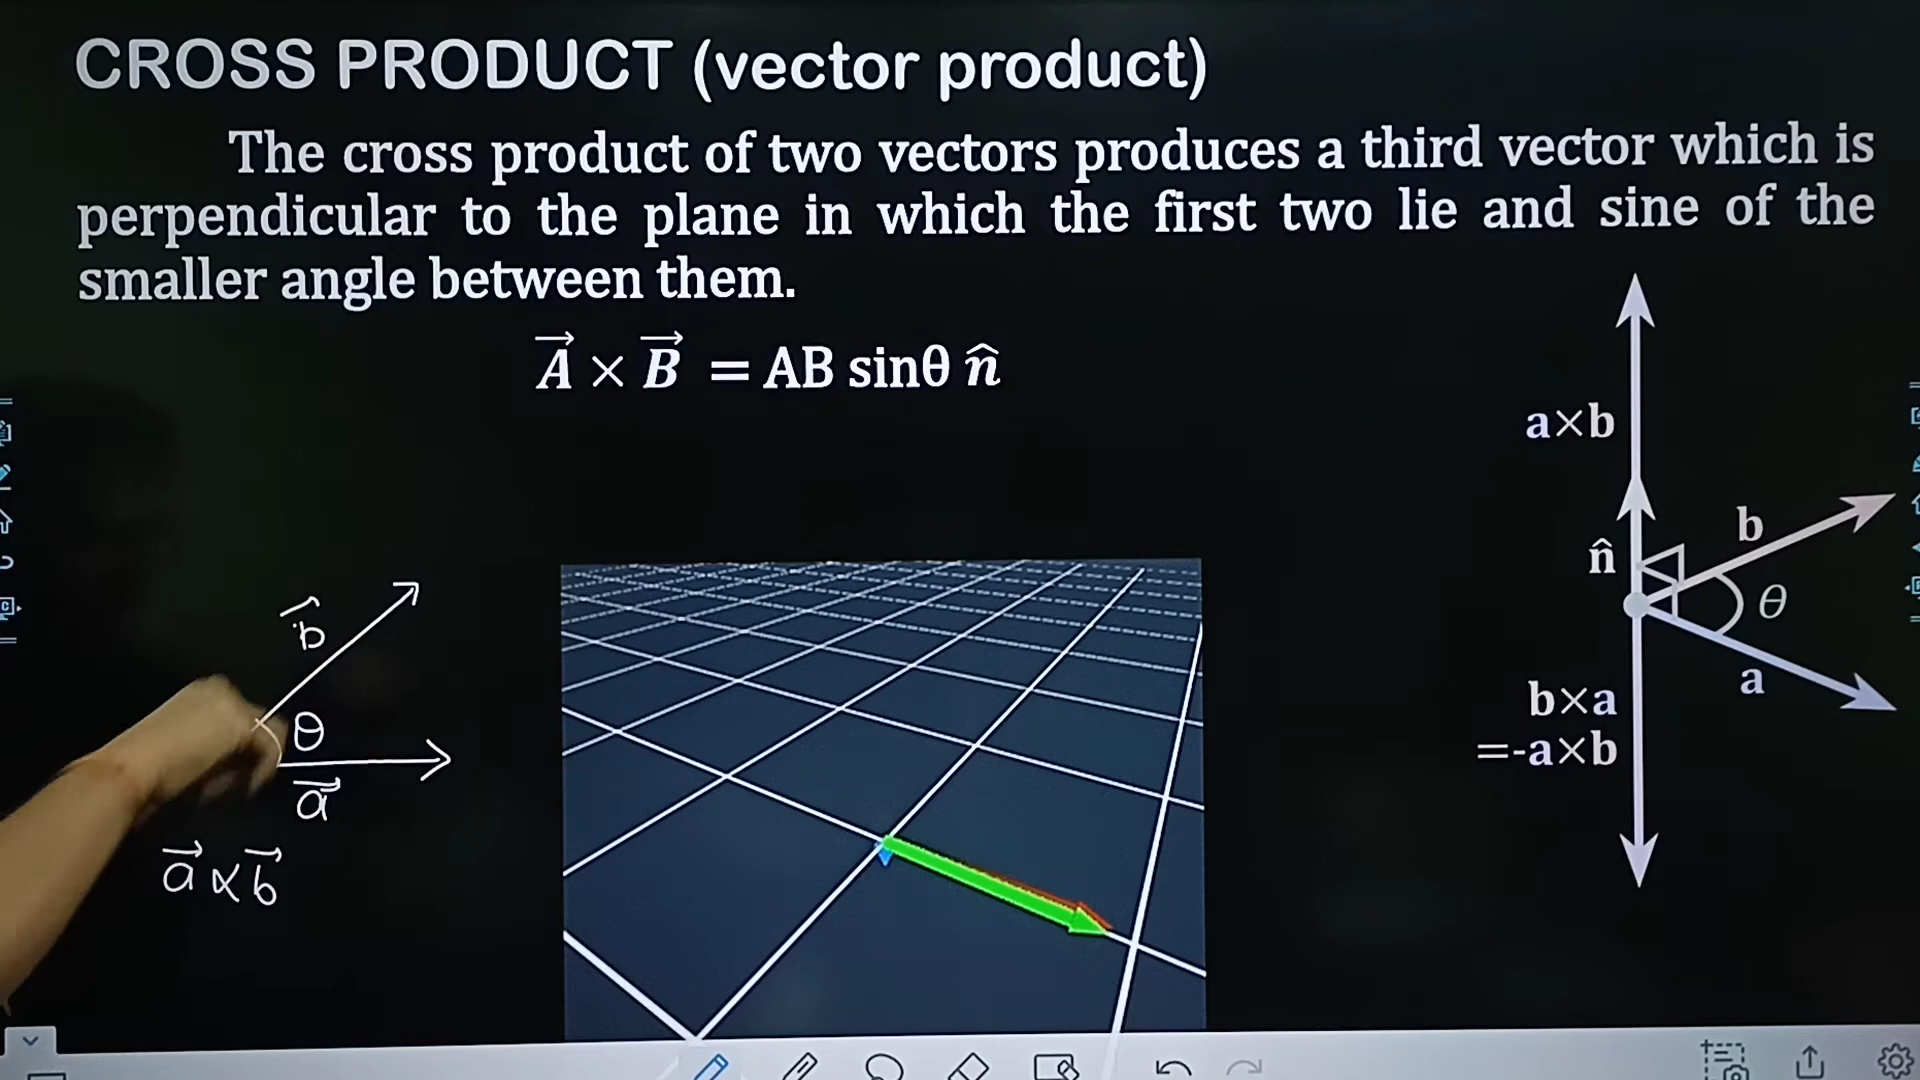 CROSS PRODUCT (vector product)
The cross product of two vectors produces a third vector which is
perpendicular to the plane in which the first two lie and sine of the
smaller angle between them.
A⃗ × B⃗ = AB sinθ n̂
b⃗
θ
a⃗
a⃗ × b⃗
a×b
n̂
b
θ
a
b×a
=-a×b